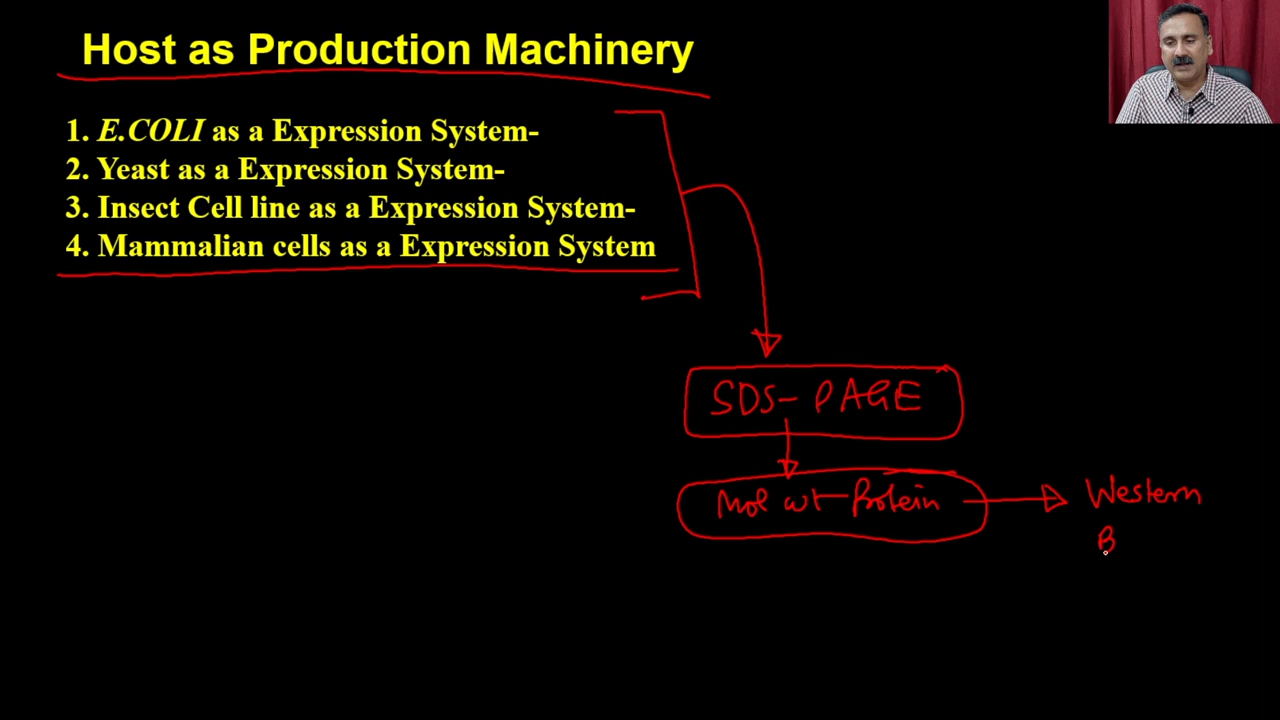 Host as Production Machinery
1. E.COLI as a Expression System-
2. Yeast as a Expression System-
3. Insect Cell line as a Expression System-
4. Mammalian cells as a Expression System
SDS-PAGE
Mol wt Protein
Western
B